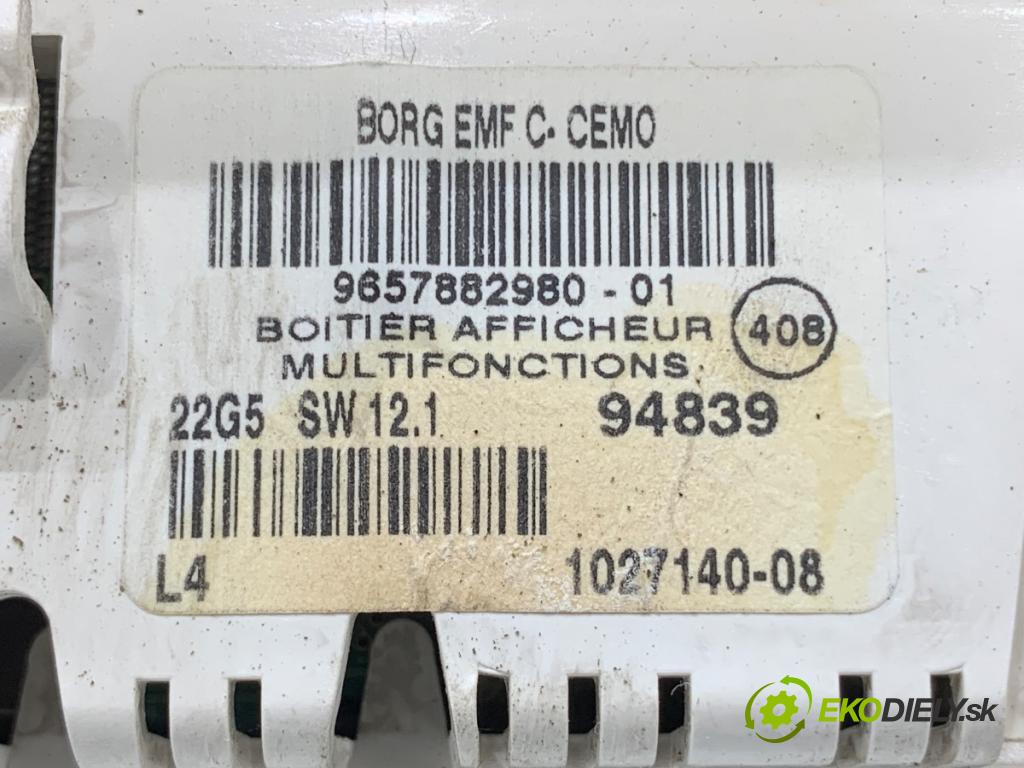 BORG EMF C- CEMO
9657882980 - 01
BOITIER AFFICHEUR
MULTIFONCTIONS
408
22G5 SW 12.1 94839
L4 1027140-08
EKODIELY.sk